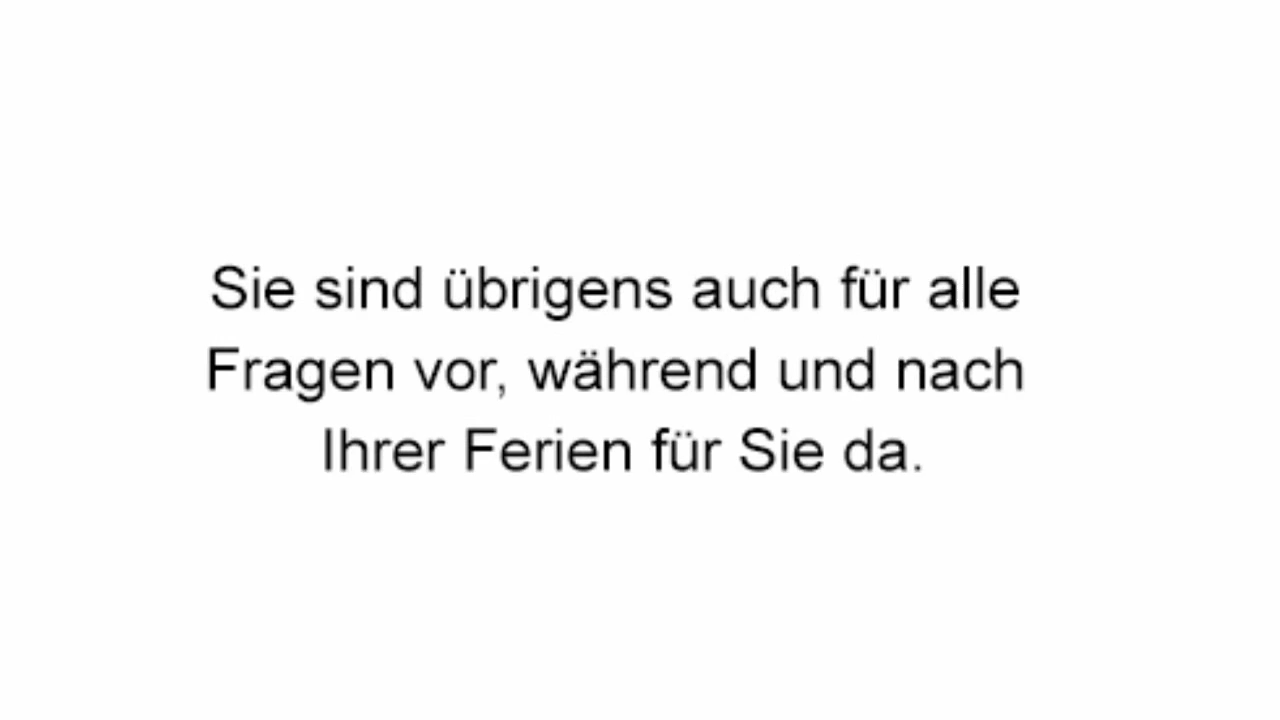 Sie sind übrigens auch für alle
Fragen vor, während und nach
Ihrer Ferien für Sie da.